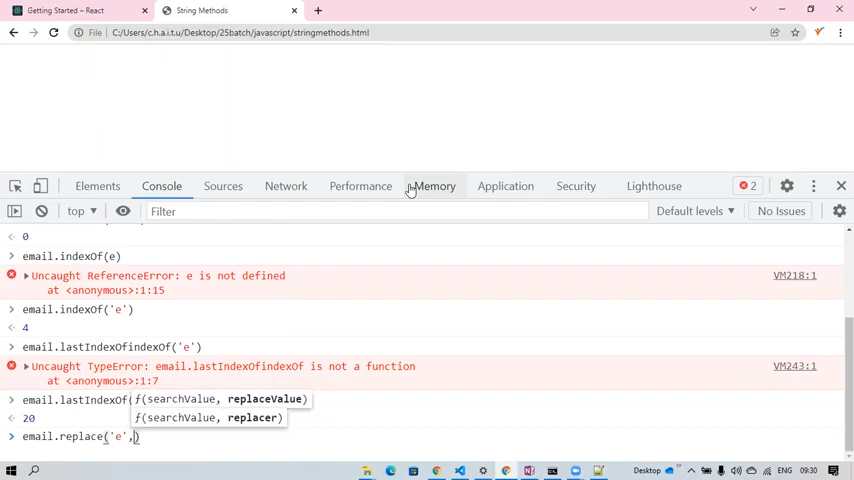 Getting Started – React
String Methods
File
C:/Users/c.h.a.i.t.u/Desktop/25batch/javascript/stringmethods.html
Elements Console Sources Network Performance Memory Application Security Lighthouse 2
top Filter Default levels No Issues
0
email.indexOf(e)
Uncaught ReferenceError: e is not defined VM218:1
at <anonymous>:1:15
email.indexOf('e')
4
email.lastIndexOfindexOf('e')
Uncaught TypeError: email.lastIndexOfindexOf is not a function VM243:1
at <anonymous>:1:7
email.lastIndexOf(
ƒ(searchValue, replaceValue)
20
ƒ(searchValue, replacer)
email.replace('e',)
Desktop ENG 09:30